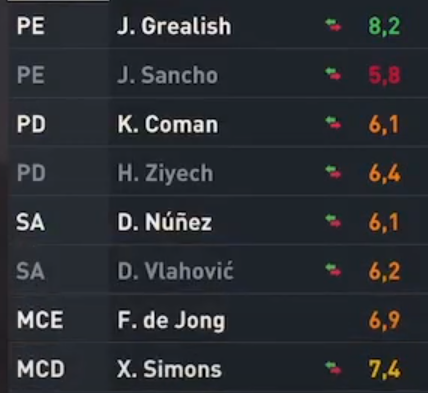 PE J. Grealish 8,2
PE J. Sancho 5,8
PD K. Coman 6,1
PD H. Ziyech 6,4
SA D. Núñez 6,1
SA D. Vlahović 6,2
MCE F. de Jong 6,9
MCD X. Simons 7,4